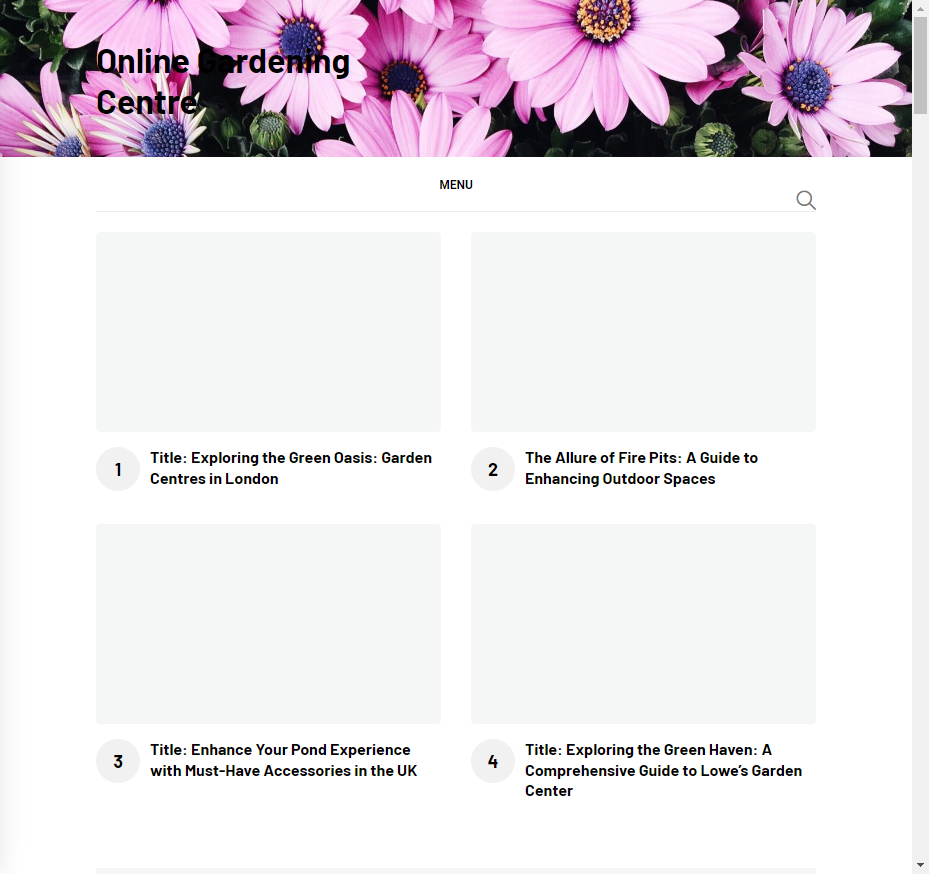 Online Gardening
Centre
MENU
1
Title: Exploring the Green Oasis: Garden
Centres in London
2
The Allure of Fire Pits: A Guide to
Enhancing Outdoor Spaces
3
Title: Enhance Your Pond Experience
with Must-Have Accessories in the UK
4
Title: Exploring the Green Haven: A
Comprehensive Guide to Lowe’s Garden
Center